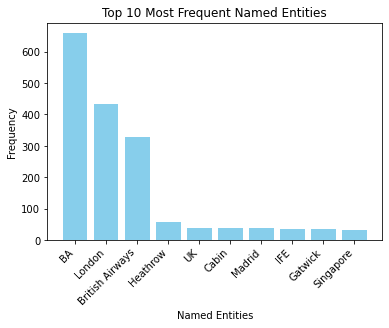 Top 10 Most Frequent Named Entities
Frequency
600
500
400
300
200
100
0
BA
London
British Airways
Heathrow
UK
Cabin
Madrid
IFE
Gatwick
Singapore
Named Entities